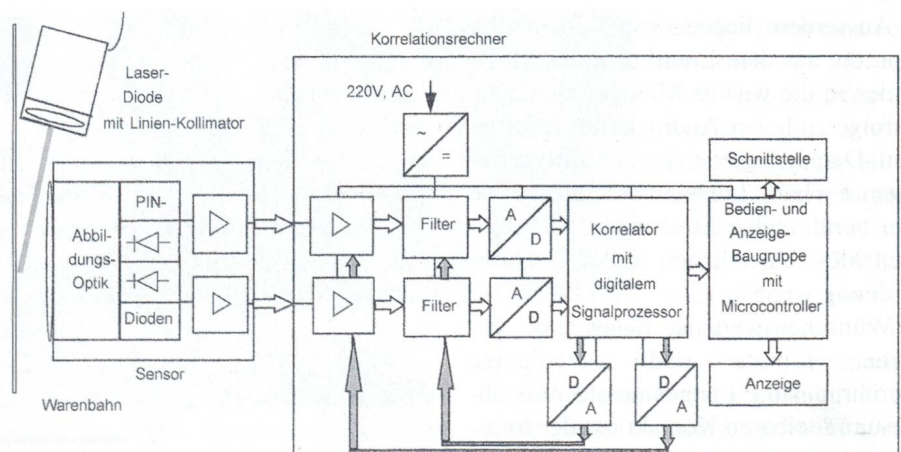 Korrelationsrechner
Laser-
Diode
mit Linien-Kollimator
220V, AC
~
=
Schnittstelle
Abbil-
dungs-
Optik
PIN-
Dioden
Filter
A
D
Korrelator
mit
digitalem
Signalprozessor
Bedien- und
Anzeige-
Baugruppe
mit
Microcontroller
Filter
A
D
Sensor
D
A
D
A
Anzeige
Warenbahn